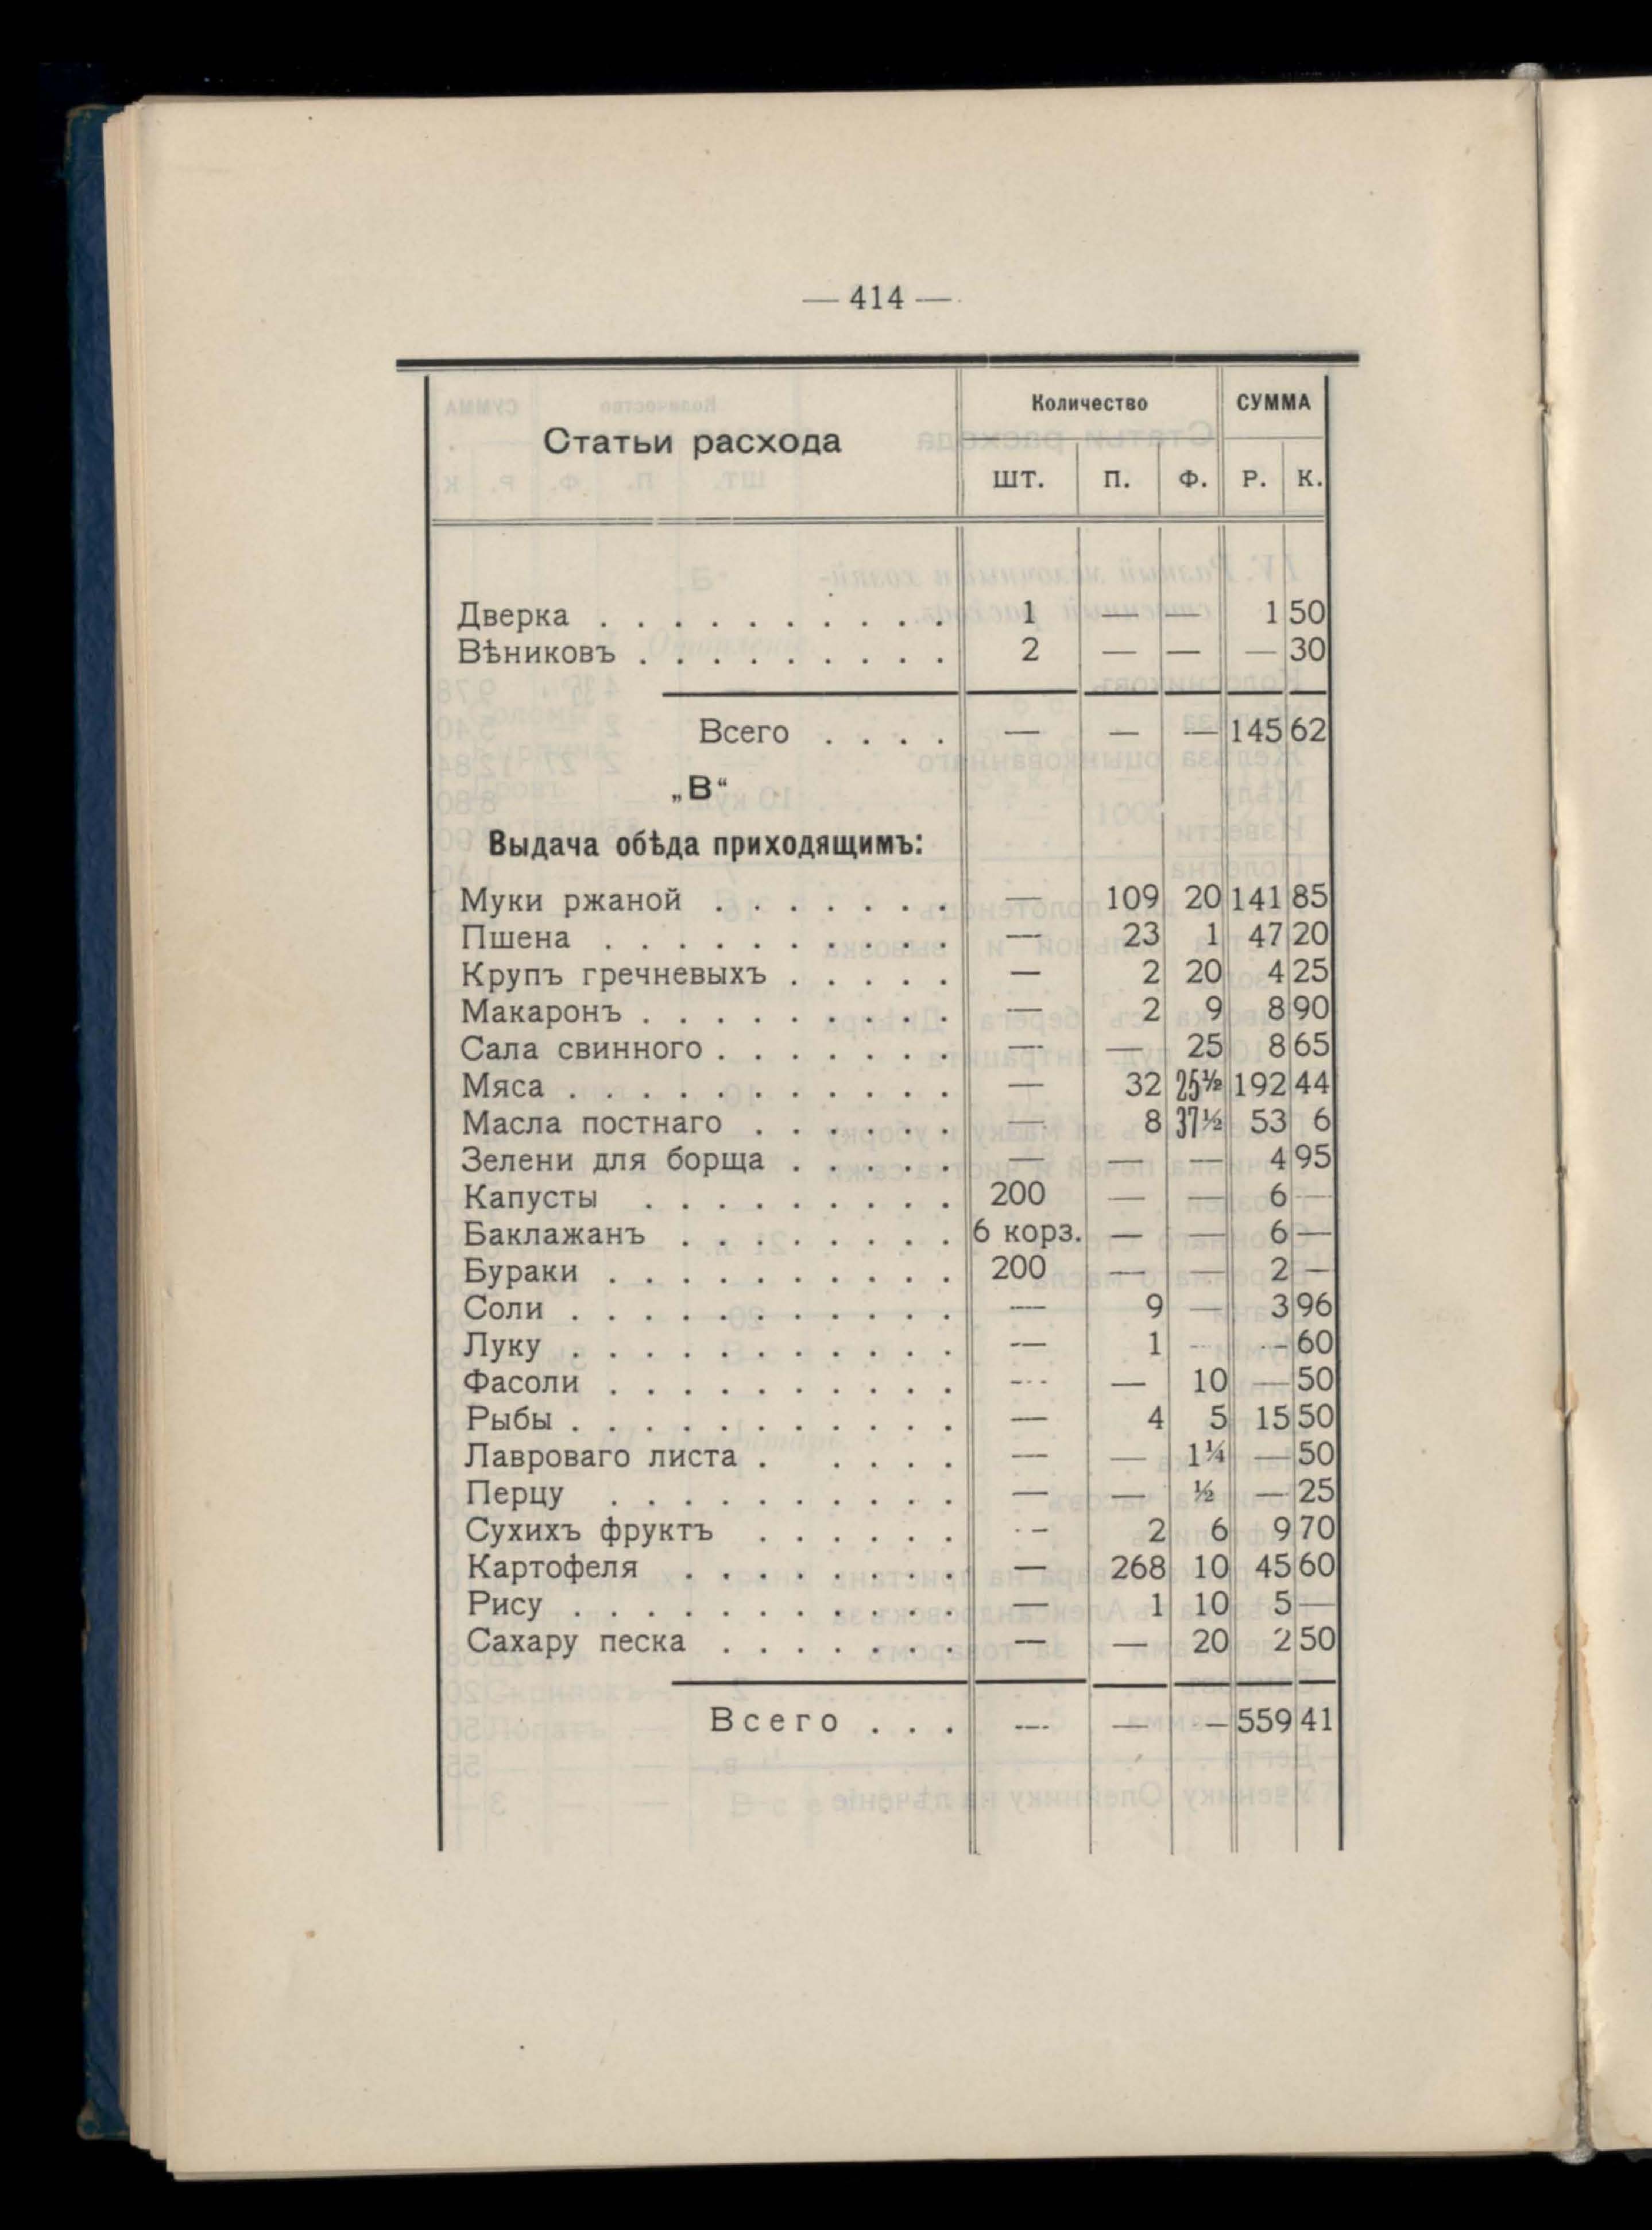 — 414 —
Статьи расхода Количество СУММА
ШТ. П. Ф. Р. К.
Дверка . . . . . . . . . . 1 — — 1 50
Вѣниковъ . . . . . . . . . 2 — — — 30
Всего . . . . — — — 145 62
„В“
Выдача обѣда приходящимъ:
Муки ржаной . . . . . . . — 109 20 141 85
Пшена . . . . . . . . . . — 23 1 47 20
Крупъ гречневыхъ . . . . . — 2 20 4 25
Макаронъ . . . . . . . . . — 2 9 8 90
Сала свинного . . . . . . . — — 25 8 65
Мяса . . . . . . . . . . . — 32 25½ 192 44
Масла постнаго . . . . . . — 8 37½ 53 6
Зелени для борща . . . . . — — — 4 95
Капусты . . . . . . . . . 200 — — 6 —
Баклажанъ . . . . . . . . 6 корз. — — 6 —
Бураки . . . . . . . . . . 200 — — 2 —
Соли . . . . . . . . . . . — 9 — 3 96
Луку . . . . . . . . . . . — 1 — — 60
Фасоли . . . . . . . . . . — — 10 — 50
Рыбы . . . . . . . . . . . — 4 5 15 50
Лавроваго листа . . . . . — — 1¼ — 50
Перцу . . . . . . . . . . — — ½ — 25
Сухихъ фруктъ . . . . . . — 2 6 9 70
Картофеля . . . . . . . . — 268 10 45 60
Рису . . . . . . . . . . . — 1 10 5 —
Сахару песка . . . . . . . — — 20 2 50
Всего . . . — — — 559 41